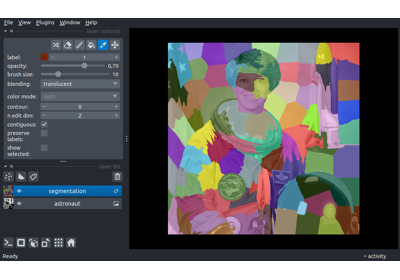 File View Plugins Window Help
layer controls
label: 1
opacity: 0,70
brush size: 10
blending: translucent
color mode: auto
contour: 0
n edit dim: 2
contiguous:
preserve
labels:
show
selected:
layer list
segmentation
astronaut
Ready
activity